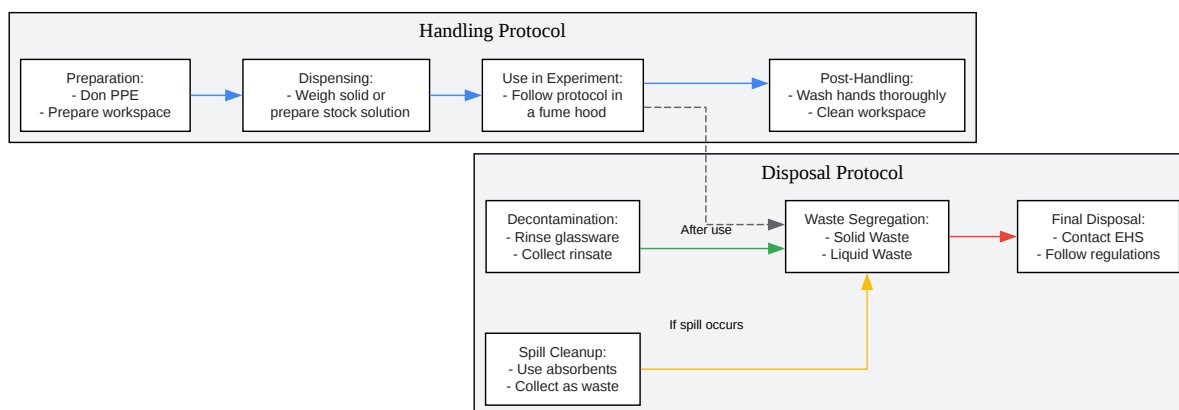 Handling Protocol
Preparation:
- Don PPE
- Prepare workspace
Dispensing:
- Weigh solid or
prepare stock solution
Use in Experiment:
- Follow protocol in
a fume hood
Post-Handling:
- Wash hands thoroughly
- Clean workspace
Disposal Protocol
Decontamination:
- Rinse glassware
- Collect rinsate
After use
Waste Segregation:
- Solid Waste
- Liquid Waste
Final Disposal:
- Contact EHS
- Follow regulations
If spill occurs
Spill Cleanup:
- Use absorbents
- Collect as waste